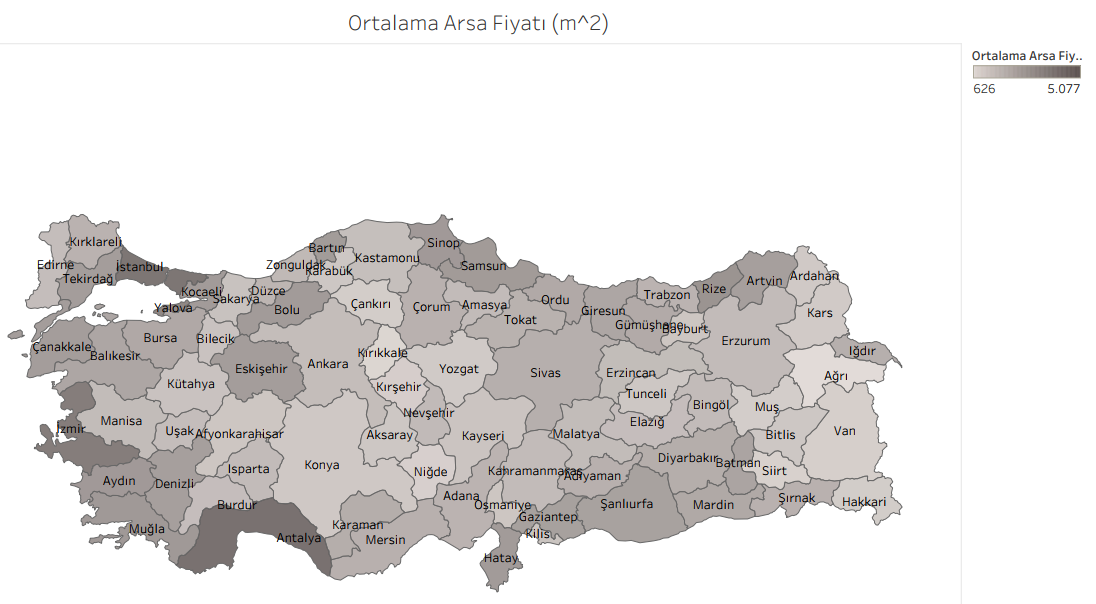 Ortalama Arsa Fiyatı (m^2)
Ortalama Arsa Fiy..
626 5.077
Kırklareli
Edirne
Tekirdağ
İstanbul
Kocaeli
Sakarya
Düzce
Yalova
Zonguldak
Bartın
Karabük
Kastamonu
Sinop
Samsun
Bolu
Çankırı
Çorum
Amasya
Tokat
Ordu
Giresun
Trabzon
Gümüşhane
Bayburt
Rize
Artvin
Ardahan
Kars
Çanakkale
Balıkesir
Bursa
Bilecik
Eskişehir
Ankara
Kırıkkale
Kırşehir
Yozgat
Sivas
Erzincan
Tunceli
Erzurum
Iğdır
Ağrı
Kütahya
Manisa
İzmir
Uşak
Afyonkarahisar
Aksaray
Nevşehir
Kayseri
Malatya
Elazığ
Bingöl
Muş
Bitlis
Van
Aydın
Denizli
Isparta
Konya
Niğde
Kahramanmaraş
Adıyaman
Diyarbakır
Batman
Siirt
Burdur
Muğla
Antalya
Karaman
Mersin
Adana
Osmaniye
Gaziantep
Kilis
Hatay
Şanlıurfa
Mardin
Şırnak
Hakkari